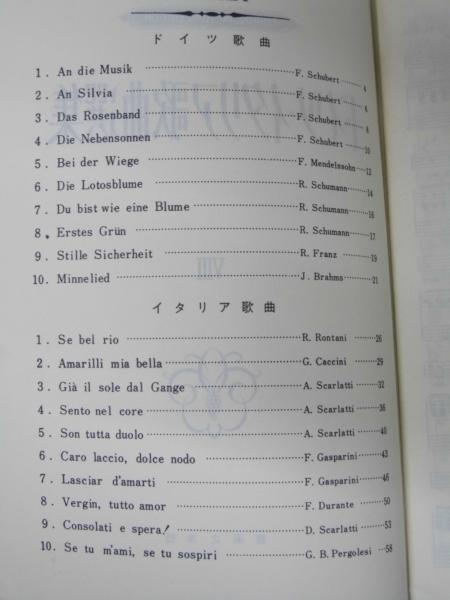 ドイツ歌曲
1. An die Musik F. Schubert 4
2. An Silvia F. Schubert 6
3. Das Rosenband F. Schubert 8
4. Die Nebensonnen F. Schubert 10
5. Bei der Wiege F. Mendelssohn 12
6. Die Lotosblume R. Schumann 14
7. Du bist wie eine Blume R. Schumann 16
8. Erstes Grün R. Schumann 17
9. Stille Sicherheit R. Franz 19
10. Minnelied J. Brahms 21
イタリア歌曲
1. Se bel rio R. Rontani 26
2. Amarilli mia bella G. Caccini 29
3. Già il sole dal Gange A. Scarlatti 32
4. Sento nel core A. Scarlatti 36
5. Son tutta duolo A. Scarlatti 40
6. Caro laccio, dolce nodo F. Gasparini 43
7. Lasciar d'amarti F. Gasparini 46
8. Vergin, tutto amor F. Durante 50
9. Consolati e spera! D. Scarlatti 53
10. Se tu m'ami, se tu sospiri G. B. Pergolesi 58